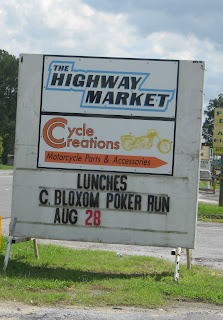 THE
HIGHWAY
MARKET
Cycle
Creations
Motorcycle Parts & Accessories
LUNCHES
C. BLOXOM POKER RUN
AUG 28